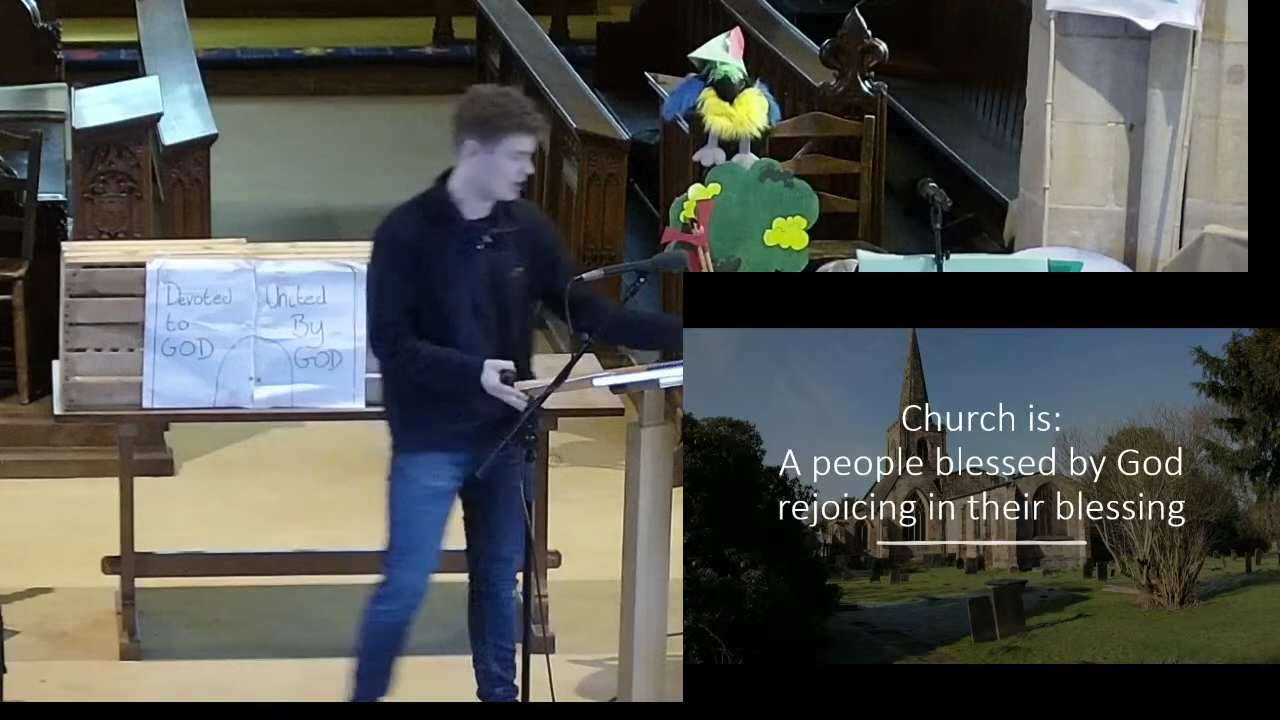 Devoted
to
GOD
United
By
GOD
Church is:
A people blessed by God
rejoicing in their blessing